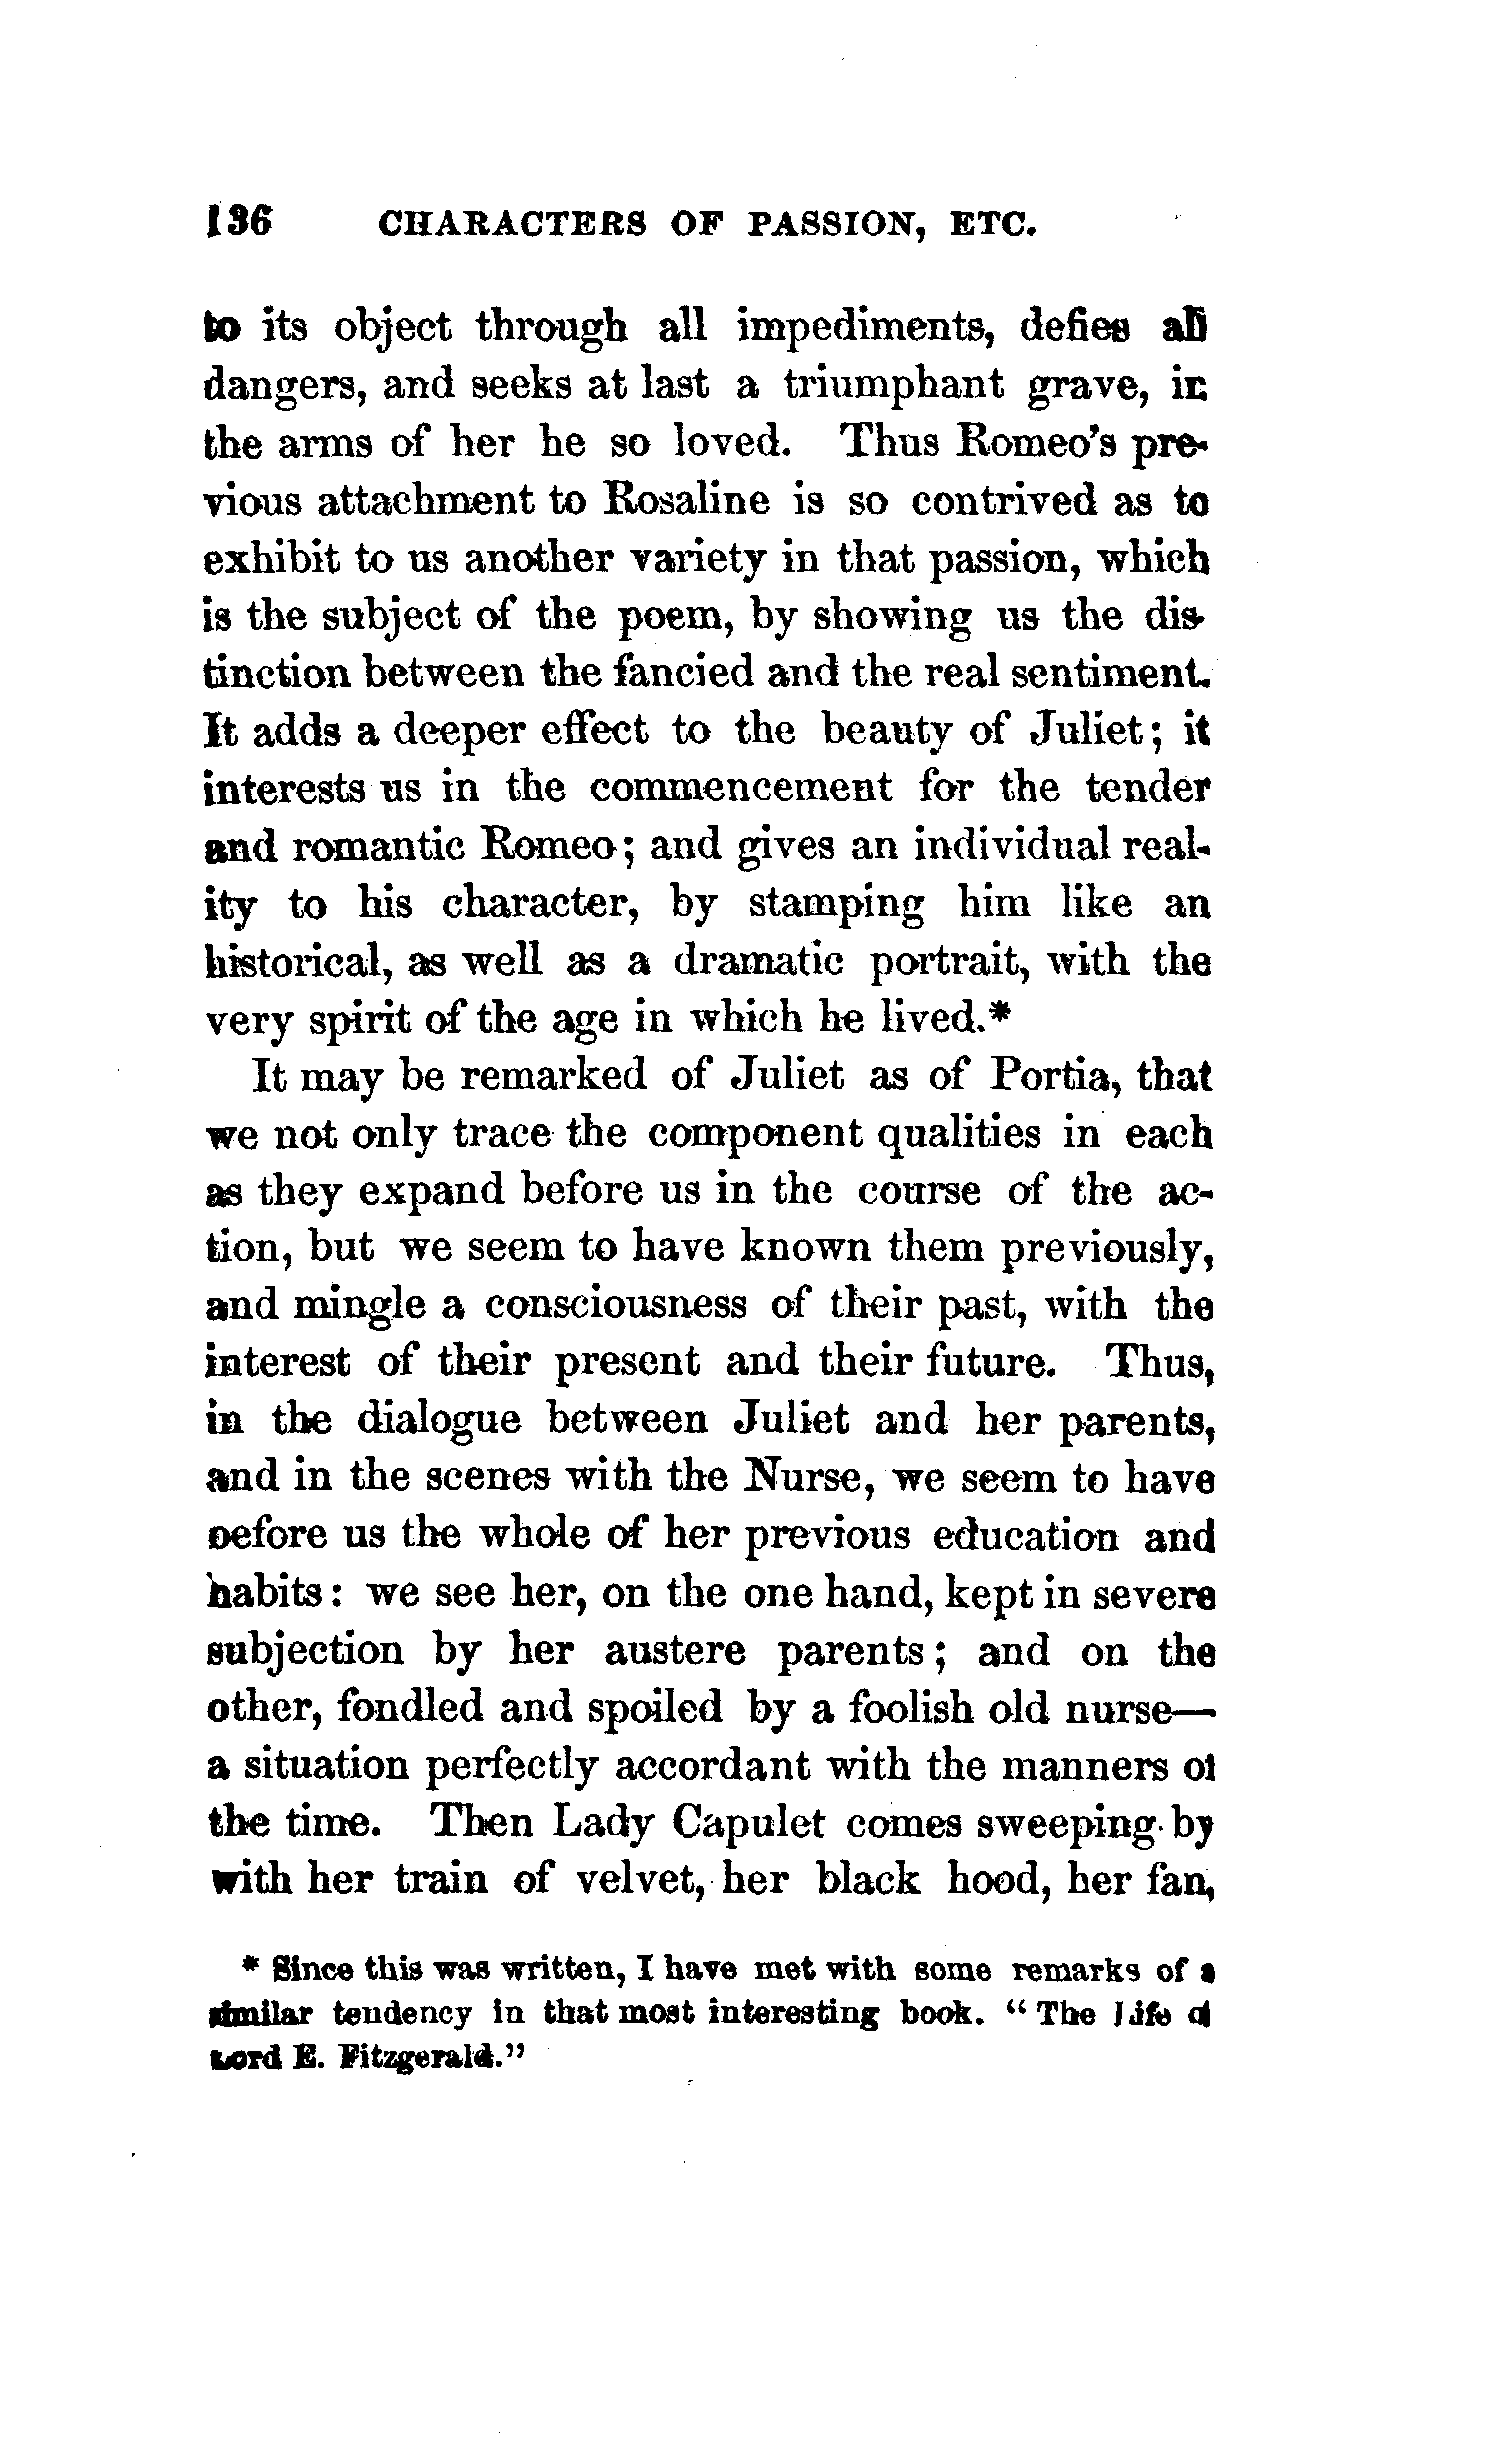 136 CHARACTERS OF PASSION, ETC.
to its object through all impediments, defies all
dangers, and seeks at last a triumphant grave, in
the arms of her he so loved. Thus Romeo's pre-
vious attachment to Rosaline is so contrived as to
exhibit to us another variety in that passion, which
is the subject of the poem, by showing us the dis-
tinction between the fancied and the real sentiment.
It adds a deeper effect to the beauty of Juliet; it
interests us in the commencement for the tender
and romantic Romeo; and gives an individual real-
ity to his character, by stamping him like an
historical, as well as a dramatic portrait, with the
very spirit of the age in which he lived.*
It may be remarked of Juliet as of Portia, that
we not only trace the component qualities in each
as they expand before us in the course of the ac-
tion, but we seem to have known them previously,
and mingle a consciousness of their past, with the
interest of their present and their future. Thus,
in the dialogue between Juliet and her parents,
and in the scenes with the Nurse, we seem to have
before us the whole of her previous education and
habits: we see her, on the one hand, kept in severe
subjection by her austere parents; and on the
other, fondled and spoiled by a foolish old nurse—
a situation perfectly accordant with the manners of
the time. Then Lady Capulet comes sweeping by
with her train of velvet, her black hood, her fan,
* Since this was written, I have met with some remarks of a
similar tendency in that most interesting book. "The Life of
Lord E. Fitzgerald."